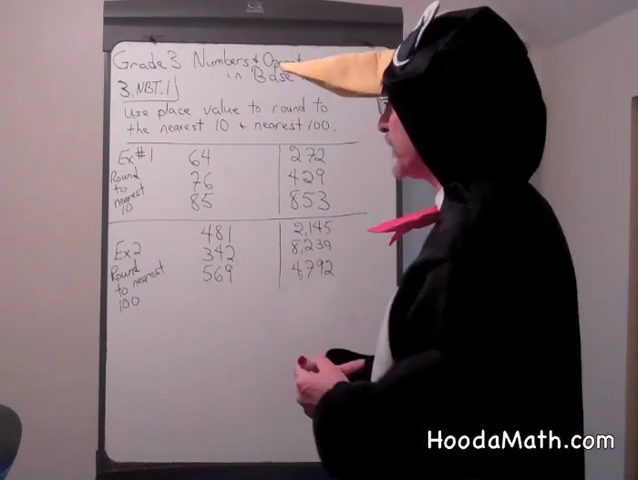 Grade 3 Numbers & Operat
in Base
3.NBT.1
Use place value to round to
the nearest 10 & nearest 100.
Ex #1
Round
to
nearest
10
64
76
85
272
429
853
Ex 2
Round
to nearest
100
481
342
569
2,145
8,239
4,792
HoodaMath.com